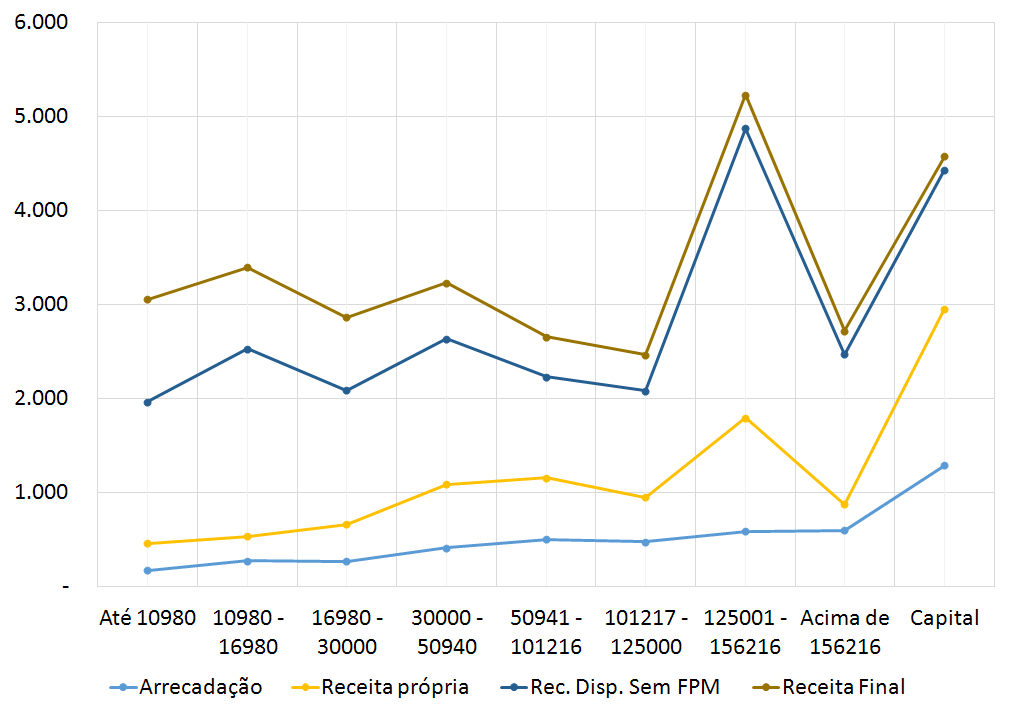 6.000
5.000
4.000
3.000
2.000
1.000
-
Até 10980 10980 - 16980 - 30000 - 50941 - 101217 - 125001 - Acima de Capital
16980 30000 50940 101216 125000 156216 156216
Arrecadação Receita própria Rec. Disp. Sem FPM Receita Final